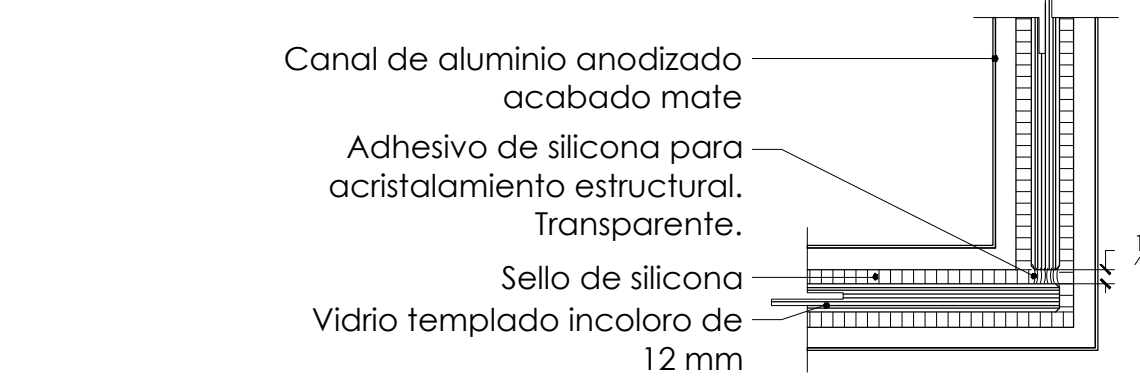 Canal de aluminio anodizado
acabado mate
Adhesivo de silicona para
acristalamiento estructural.
Transparente.
Sello de silicona
Vidrio templado incoloro de
12 mm